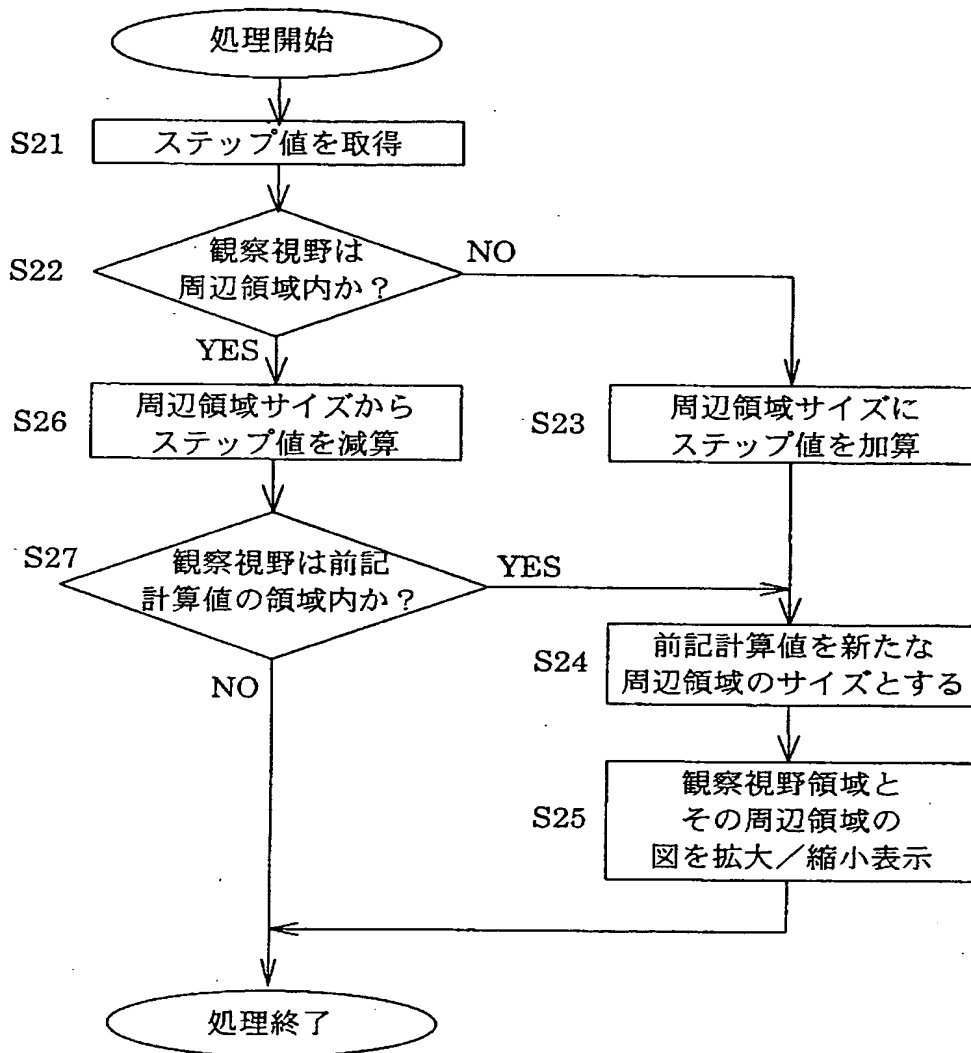 処理開始
S21
ステップ値を取得
S22
観察視野は
周辺領域内か？
NO
YES
S26
周辺領域サイズから
ステップ値を減算
S23
周辺領域サイズに
ステップ値を加算
S27
観察視野は前記
計算値の領域内か？
YES
NO
S24
前記計算値を新たな
周辺領域のサイズとする
S25
観察視野領域と
その周辺領域の
図を拡大／縮小表示
処理終了